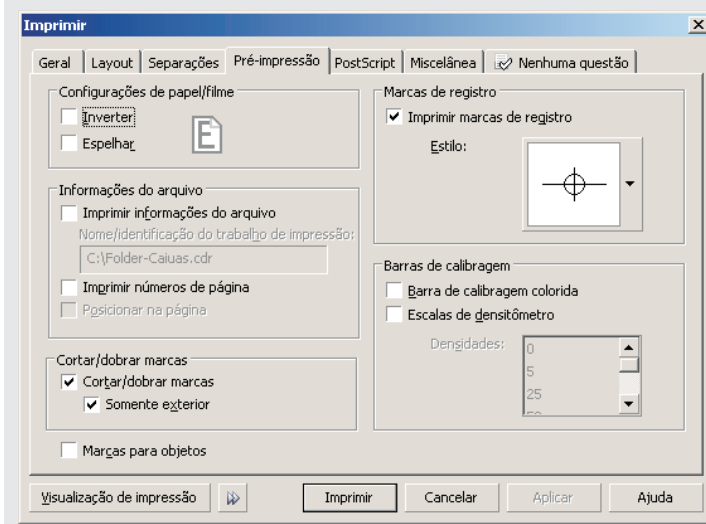 Imprimir
Geral Layout Separações Pré-impressão PostScript Miscelânea Nenhuma questão
Configurações de papel/filme
Inverter
Espelhar
E
Informações do arquivo
Imprimir informações do arquivo
Nome/identificação do trabalho de impressão:
C:\Folder-Caiuas.cdr
Imprimir números de página
Posicionar na página
Cortar/dobrar marcas
Cortar/dobrar marcas
Somente exterior
Marcas para objetos
Marcas de registro
Imprimir marcas de registro
Estilo:
Barras de calibragem
Barra de calibragem colorida
Escalas de densitômetro
Densidades:
0
5
25
Visualização de impressão Imprimir Cancelar Aplicar Ajuda